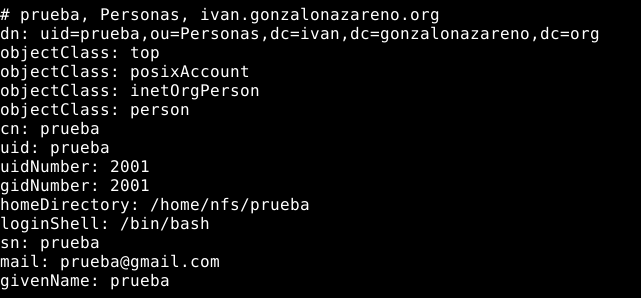 # prueba, Personas, ivan.gonzalonazareno.org
dn: uid=prueba,ou=Personas,dc=ivan,dc=gonzalonazareno,dc=org
objectClass: top
objectClass: posixAccount
objectClass: inetOrgPerson
objectClass: person
cn: prueba
uid: prueba
uidNumber: 2001
gidNumber: 2001
homeDirectory: /home/nfs/prueba
loginShell: /bin/bash
sn: prueba
mail: prueba@gmail.com
givenName: prueba